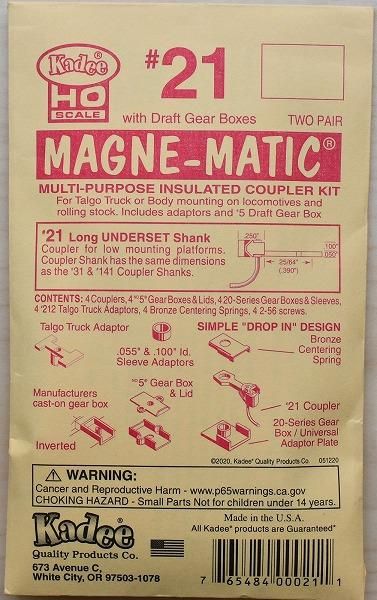 Kadee®
HO
SCALE
#21
with Draft Gear Boxes
TWO PAIR
MAGNE-MATIC®
MULTI-PURPOSE INSULATED COUPLER KIT
For Talgo Truck or Body mounting on locomotives and
rolling stock. Includes adaptors and #5 Draft Gear Box
#21 Long UNDERSET Shank
Coupler for low mounting platforms.
Coupler Shank has the same dimensions
as the #31 & #141 Coupler Shanks.
.250"
.100"
.050"
25/64"
(.390")
CONTENTS: 4 Couplers, 4 NO5® Gear Boxes & Lids, 4 20-Series Gear Boxes & Sleeves,
4 #212 Talgo Truck Adaptors, 4 Bronze Centering Springs, 4 2-56 screws.
Talgo Truck Adaptor
.055" & .100" Id.
Sleeve Adaptors
SIMPLE "DROP IN" DESIGN
Bronze
Centering
Spring
NO5® Gear Box
& Lid
Manufacturers
cast-on gear box
#21 Coupler
Inverted
20-Series Gear
Box / Universal
Adaptor Plate
©2020, Kadee® Quality Products Co.
051220
WARNING:
Cancer and Reproductive Harm - www.p65warnings.ca.gov
CHOKING HAZARD - Small Parts Not for children under 14 years.
Kadee®
Quality Products Co.
673 Avenue C,
White City, OR 97503-1078
Made in the U.S.A.
All Kadee® products are Guaranteed*
7 65484 00021 1